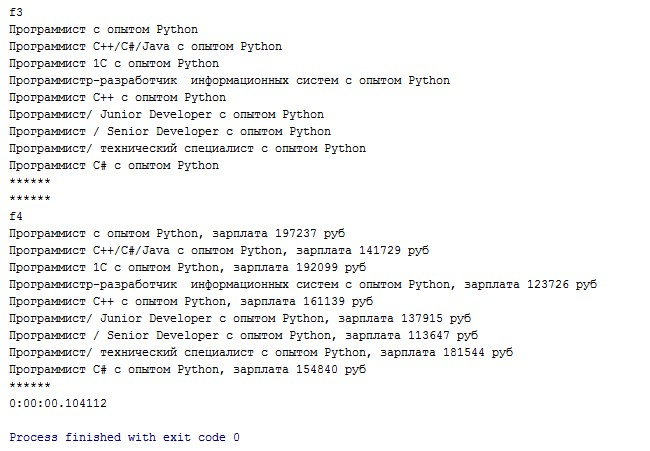 f3
Программист с опытом Python
Программист C++/C#/Java с опытом Python
Программист 1С с опытом Python
Программистр-разработчик  информационных систем с опытом Python
Программист C++ с опытом Python
Программист/ Junior Developer с опытом Python
Программист / Senior Developer с опытом Python
Программист/ технический специалист с опытом Python
Программист C# с опытом Python
******
******
f4
Программист с опытом Python, зарплата 197237 руб
Программист C++/C#/Java с опытом Python, зарплата 141729 руб
Программист 1С с опытом Python, зарплата 192099 руб
Программистр-разработчик  информационных систем с опытом Python, зарплата 123726 руб
Программист C++ с опытом Python, зарплата 161139 руб
Программист/ Junior Developer с опытом Python, зарплата 137915 руб
Программист / Senior Developer с опытом Python, зарплата 113647 руб
Программист/ технический специалист с опытом Python, зарплата 181544 руб
Программист C# с опытом Python, зарплата 154840 руб
******
0:00:00.104112
Process finished with exit code 0